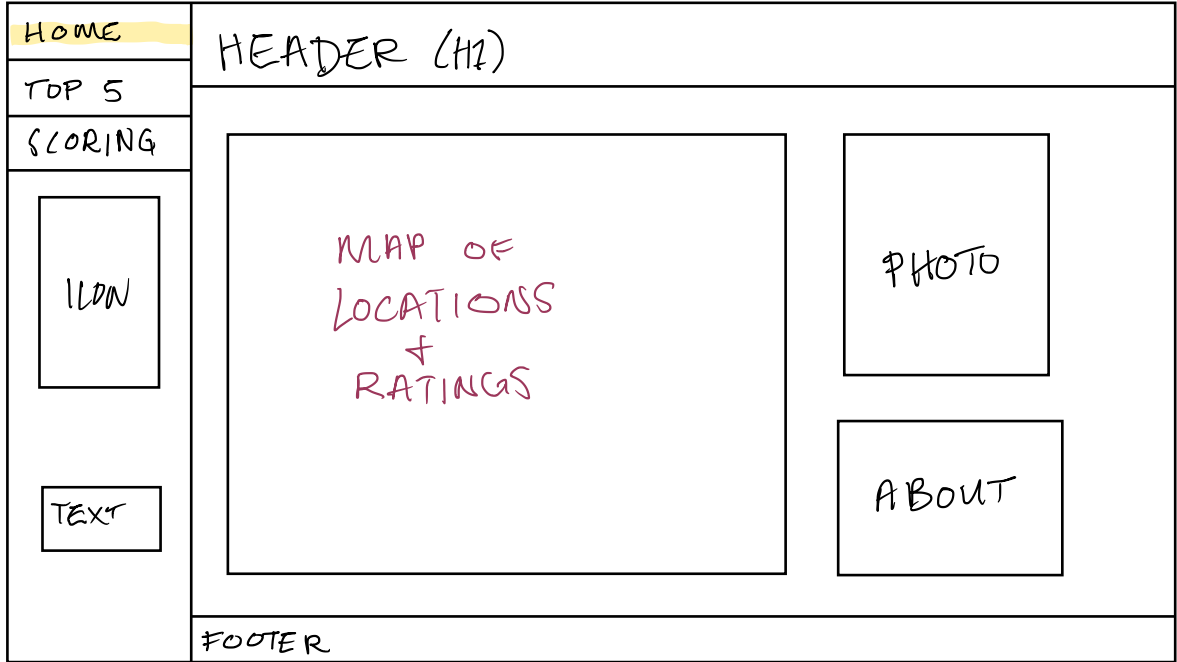 HOME
TOP 5
SCORING
ICON
TEXT
HEADER (H1)
MAP OF
LOCATIONS
+
RATINGS
PHOTO
ABOUT
FOOTER